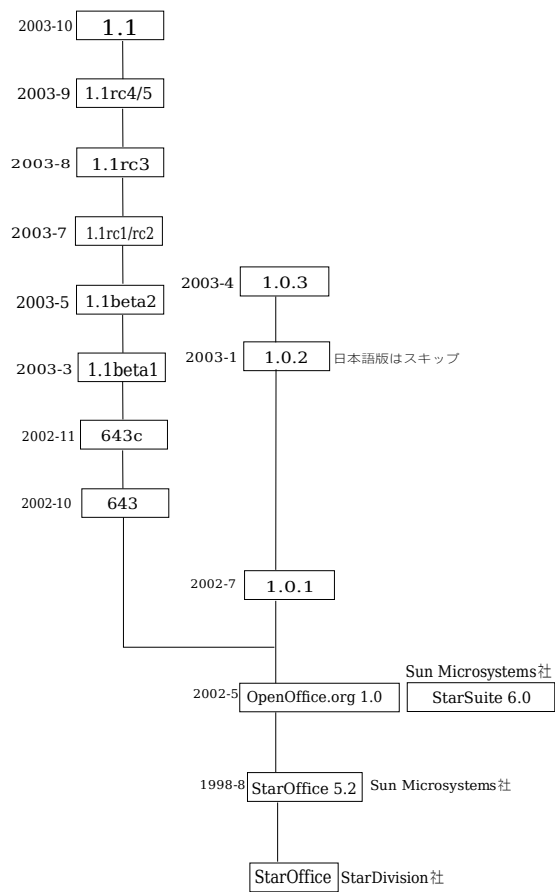 2003-10 1.1
2003-9 1.1rc4/5
2003-8 1.1rc3
2003-7 1.1rc1/rc2
2003-4 1.0.3
2003-5 1.1beta2
2003-1 1.0.2 日本語版はスキップ
2003-3 1.1beta1
2002-11 643c
2002-10 643
2002-7 1.0.1
Sun Microsystems社
2002-5 OpenOffice.org 1.0 StarSuite 6.0
1998-8 StarOffice 5.2 Sun Microsystems社
StarOffice StarDivision社